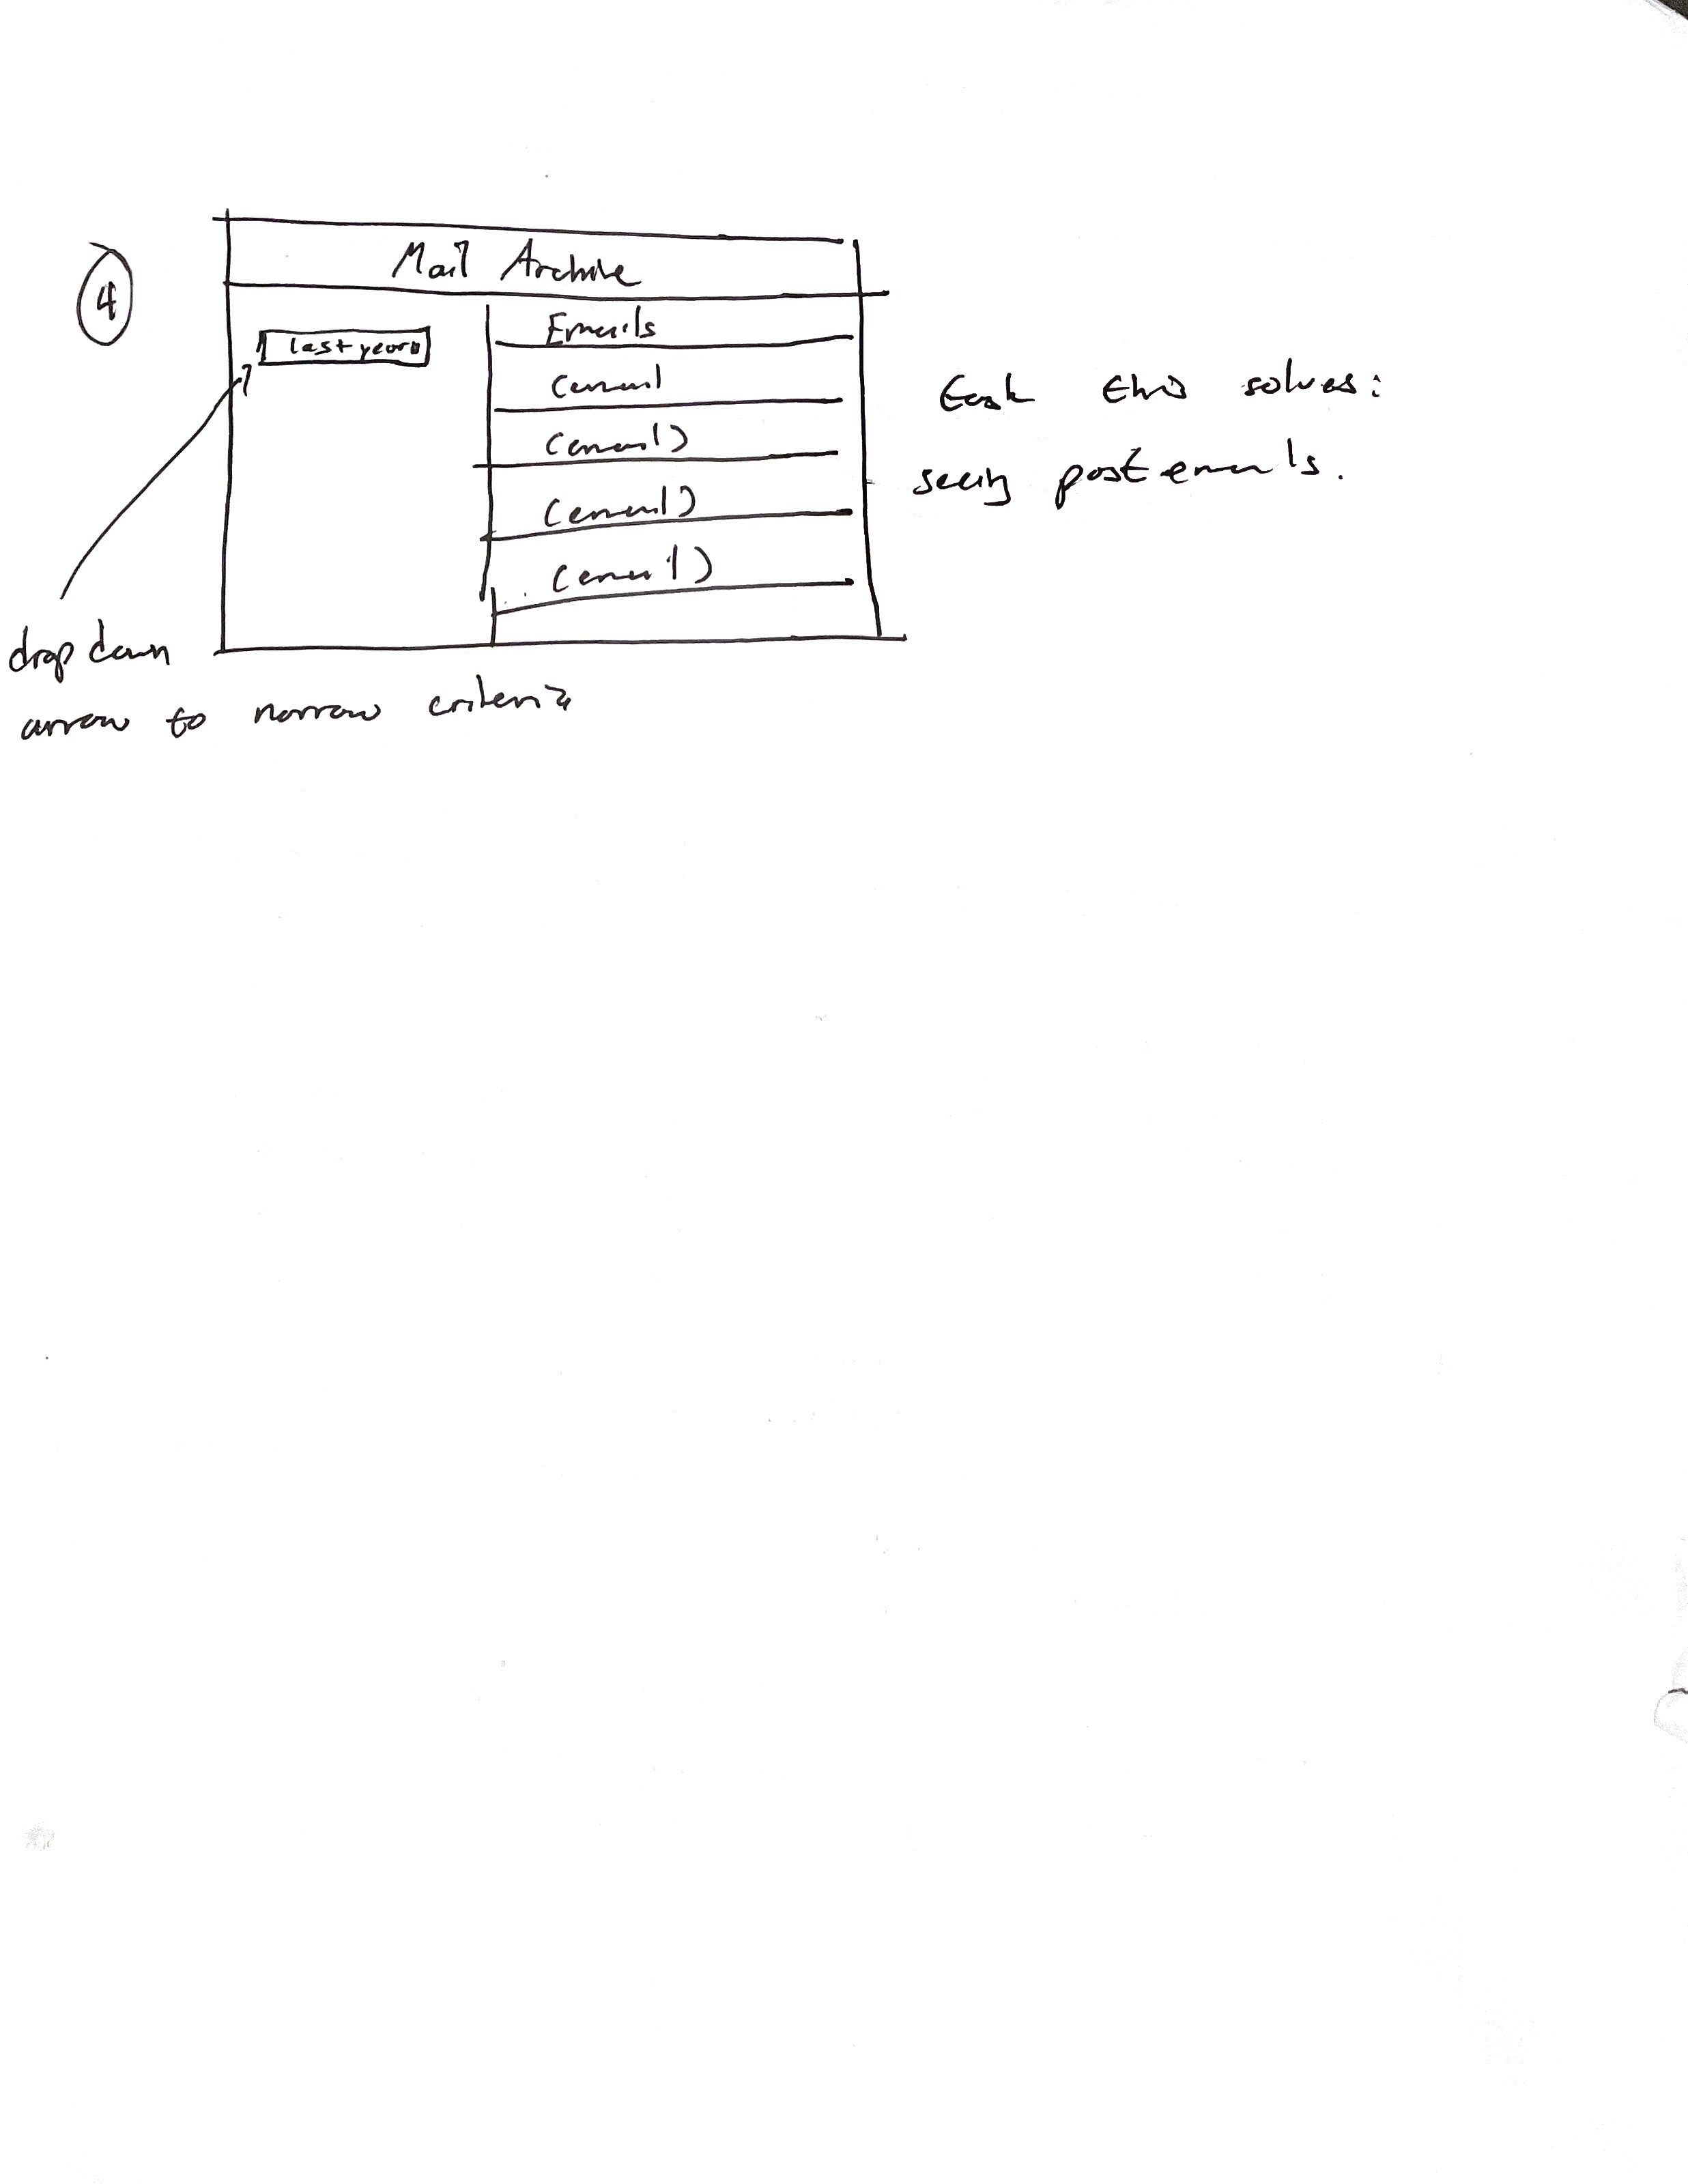 4
Mail Archive
last years
Emails
(email
(email)
(email)
(email)
task this solves:
seeing past emails.
drop down
arrow to narrow criteria